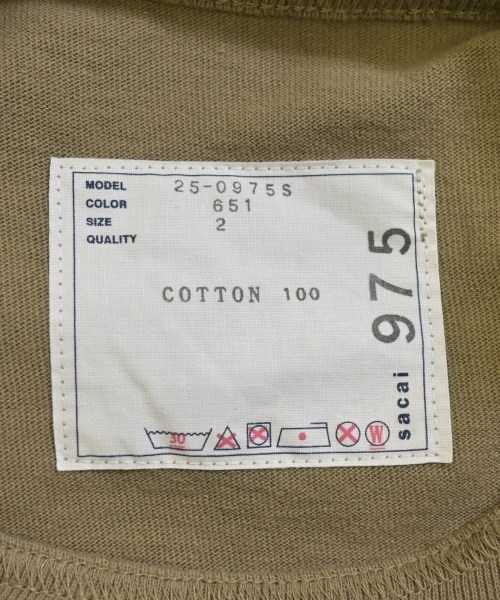 MODEL 25-0975S
COLOR 651
SIZE 2
QUALITY
COTTON 100
30
W
sacai 975